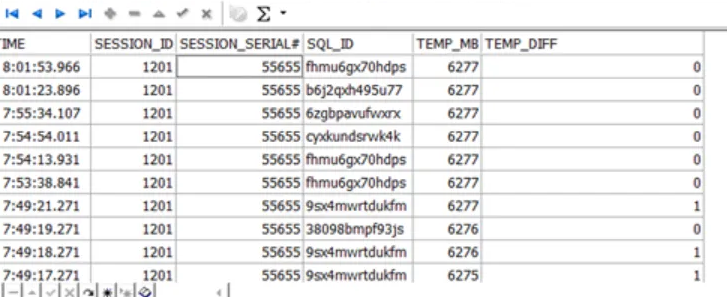 TIME SESSION_ID SESSION_SERIAL# SQL_ID TEMP_MB TEMP_DIFF
8:01:53.966 1201 55655 fhmu6gx70hdps 6277 0
8:01:23.896 1201 55655 b6j2qxh495u77 6277 0
7:55:34.107 1201 55655 6zgbpavufwxrx 6277 0
7:54:54.011 1201 55655 cyxkundsrwk4k 6277 0
7:54:13.931 1201 55655 fhmu6gx70hdps 6277 0
7:53:38.841 1201 55655 fhmu6gx70hdps 6277 0
7:49:21.271 1201 55655 9sx4mwrtdukfm 6277 1
7:49:19.271 1201 55655 38098bmpf93js 6276 0
7:49:18.271 1201 55655 9sx4mwrtdukfm 6276 1
7:49:17.271 1201 55655 9sx4mwrtdukfm 6275 1